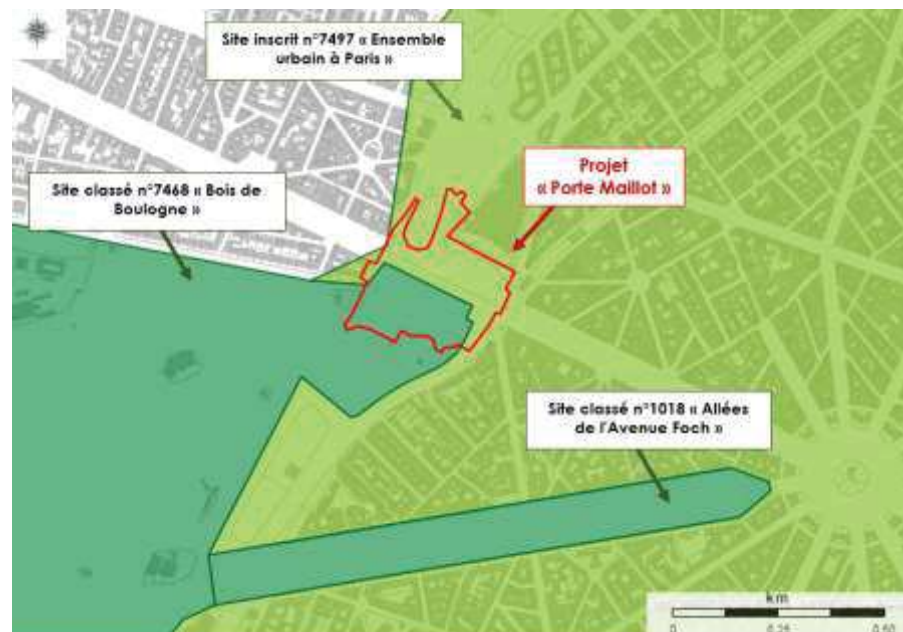 Site inscrit n°7497 « Ensemble
urbain à Paris »
Projet
« Porte Maillot »
Site classé n°7468 « Bois de
Boulogne »
Site classé n°1018 « Allées
de l'Avenue Foch »
km
0 0.25 0.50